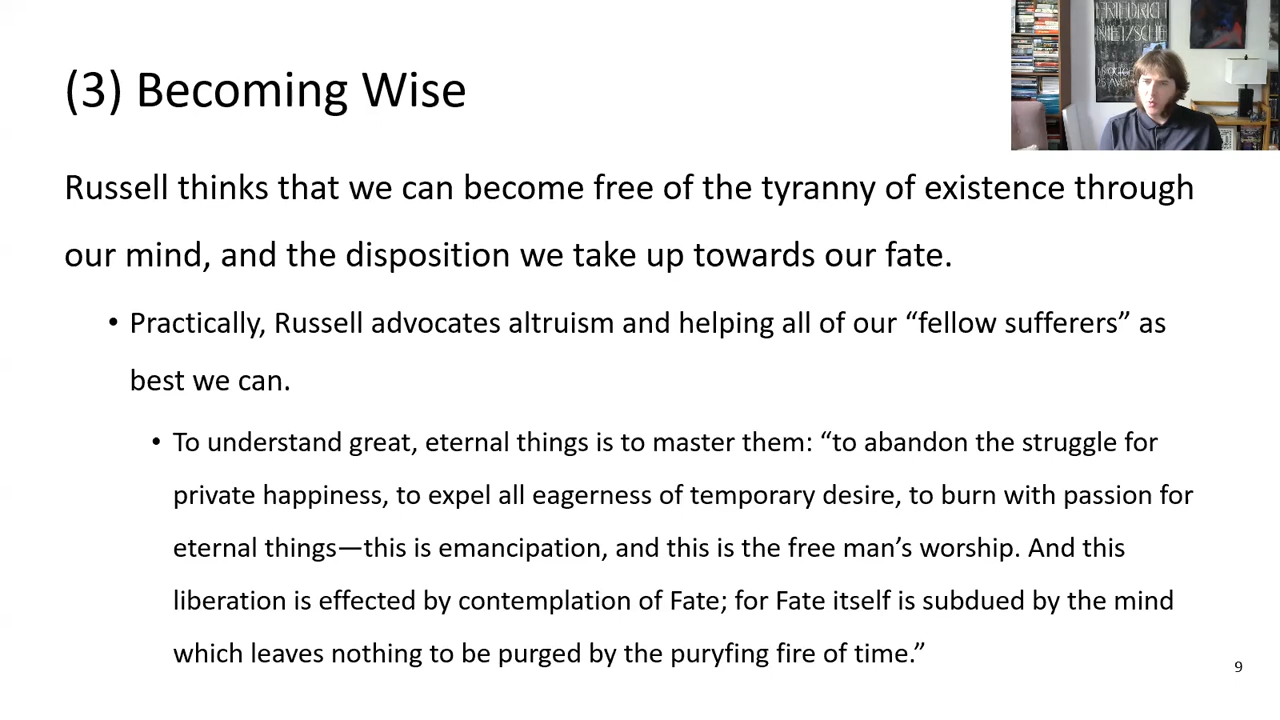 (3) Becoming Wise
NIETZSCHE
Russell thinks that we can become free of the tyranny of existence through
our mind, and the disposition we take up towards our fate.
• Practically, Russell advocates altruism and helping all of our “fellow sufferers” as
best we can.
• To understand great, eternal things is to master them: “to abandon the struggle for
private happiness, to expel all eagerness of temporary desire, to burn with passion for
eternal things—this is emancipation, and this is the free man’s worship. And this
liberation is effected by contemplation of Fate; for Fate itself is subdued by the mind
which leaves nothing to be purged by the puryfing fire of time.”
9